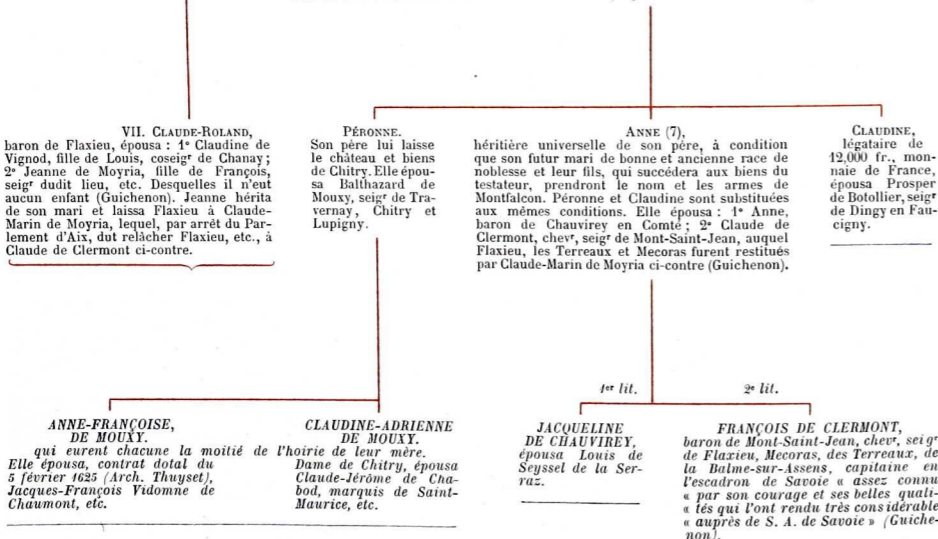 VII. CLAUDE-ROLAND,
baron de Flaxieu, épousa : 1° Claudine de
Vignod, fille de Louis, coseigʳ de Chanay ;
2° Jeanne de Moyria, fille de François,
seigʳ dudit lieu, etc. Desquelles il n'eut
aucun enfant (Guichenon). Jeanne hérita
de son mari et laissa Flaxieu à Claude-
Marin de Moyria, lequel, par arrêt du Par-
lement d'Aix, dut relâcher Flaxieu, etc., à
Claude de Clermont ci-contre.
PÉRONNE.
Son père lui laisse
le château et biens
de Chitry. Elle épou-
sa Balthazard de
Mouxy, seigʳ de Tra-
vernay, Chitry et
Lupigny.
ANNE (7),
héritière universelle de son père, à condition
que son futur mari de bonne et ancienne race de
noblesse et leur fils, qui succédera aux biens du
testateur, prendront le nom et les armes de
Montfalcon. Péronne et Claudine sont substituées
aux mêmes conditions. Elle épousa : 1° Anne,
baron de Chauvirey en Comté ; 2° Claude de
Clermont, chevʳ, seigʳ de Mont-Saint-Jean, auquel
Flaxieu, les Terreaux et Mecoras furent restitués
par Claude-Marin de Moyria ci-contre (Guichenon).
CLAUDINE,
légataire de
12,000 fr., mon-
naie de France,
épousa Prosper
de Botollier, seigʳ
de Dingy en Fau-
cigny.
ANNE-FRANÇOISE,
DE MOUXY.
CLAUDINE-ADRIENNE
DE MOUXY.
qui eurent chacune la moitié de l'hoirie de leur mère.
Elle épousa, contrat dotal du
5 février 1625 (Arch. Thuyset),
Jacques-François Vidomne de
Chaumont, etc.
Dame de Chitry, épousa
Claude-Jérôme de Cha-
bod, marquis de Saint-
Maurice, etc.
1ᵉʳ lit.
2ᵉ lit.
JACQUELINE
DE CHAUVIREY,
épousa Louis de
Seyssel de la Ser-
raz.
FRANÇOIS DE CLERMONT,
baron de Mont-Saint-Jean, chevʳ, seigʳ
de Flaxieu, Mecoras, des Terreaux, de
la Balme-sur-Assens, capitaine en
l'escadron de Savoie « assez connu
« par son courage et ses belles quali-
« tés qui l'ont rendu très considérable
« auprès de S. A. de Savoie » (Guiche-
non).